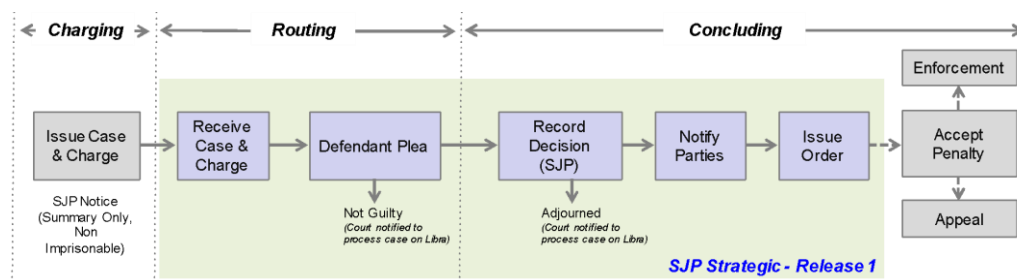 Charging
Routing
Concluding
Enforcement
Issue Case
& Charge
Receive
Case &
Charge
Defendant Plea
Record
Decision
(SJP)
Notify
Parties
Issue
Order
Accept
Penalty
SJP Notice
(Summary Only,
Non
Imprisonable)
Not Guilty
(Court notified to
process case on Libra)
Adjourned
(Court notified to
process case on Libra)
Appeal
SJP Strategic - Release 1